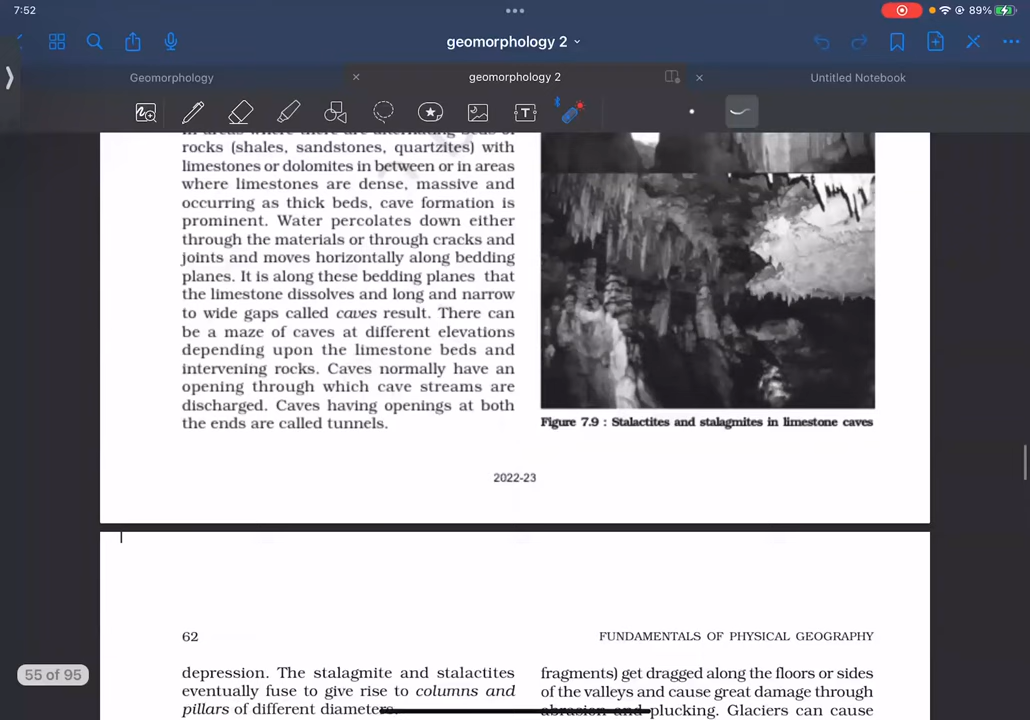 7:52
89%
geomorphology 2
Geomorphology
geomorphology 2
Untitled Notebook
in areas where there are alternating beds of
rocks (shales, sandstones, quartzites) with
limestones or dolomites in between or in areas
where limestones are dense, massive and
occurring as thick beds, cave formation is
prominent. Water percolates down either
through the materials or through cracks and
joints and moves horizontally along bedding
planes. It is along these bedding planes that
the limestone dissolves and long and narrow
to wide gaps called caves result. There can
be a maze of caves at different elevations
depending upon the limestone beds and
intervening rocks. Caves normally have an
opening through which cave streams are
discharged. Caves having openings at both
the ends are called tunnels.
Figure 7.9 : Stalactites and stalagmites in limestone caves
2022-23
62
FUNDAMENTALS OF PHYSICAL GEOGRAPHY
depression. The stalagmite and stalactites
eventually fuse to give rise to columns and
pillars of different diameters.
fragments) get dragged along the floors or sides
of the valleys and cause great damage through
abrasion and plucking. Glaciers can cause
55 of 95